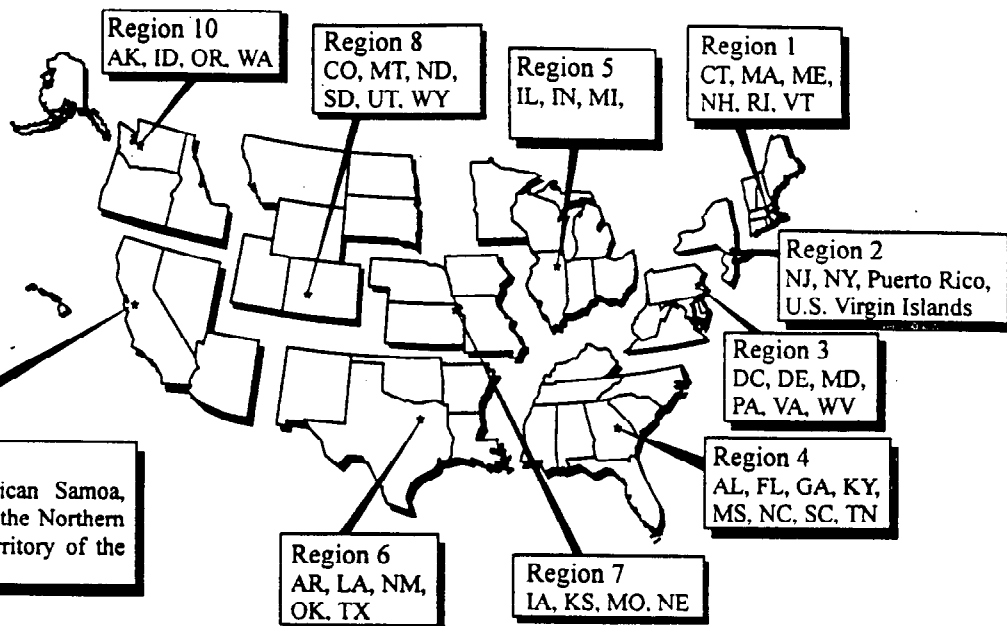 Region 10
AK, ID, OR, WA
Region 8
CO, MT, ND,
SD, UT, WY
Region 5
IL, IN, MI,
Region 1
CT, MA, ME,
NH, RI, VT
Region 2
NJ, NY, Puerto Rico,
U.S. Virgin Islands
Region 3
DC, DE, MD,
PA, VA, WV
Region 4
AL, FL, GA, KY,
MS, NC, SC, TN
ican Samoa,
the Northern
rritory of the
Region 6
AR, LA, NM,
OK, TX
Region 7
IA, KS, MO, NE